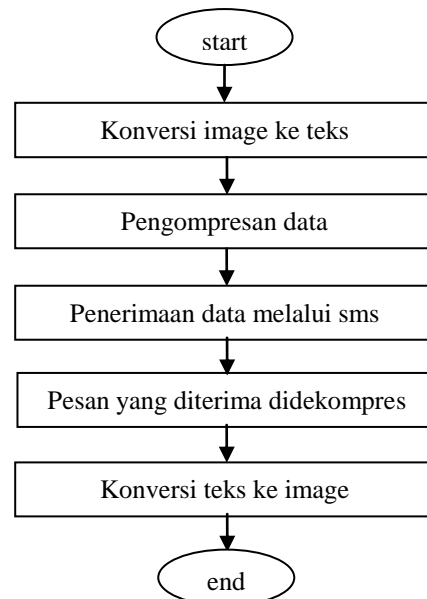 start
Konversi image ke teks
Pengompresan data
Penerimaan data melalui sms
Pesan yang diterima didekompres
Konversi teks ke image
end